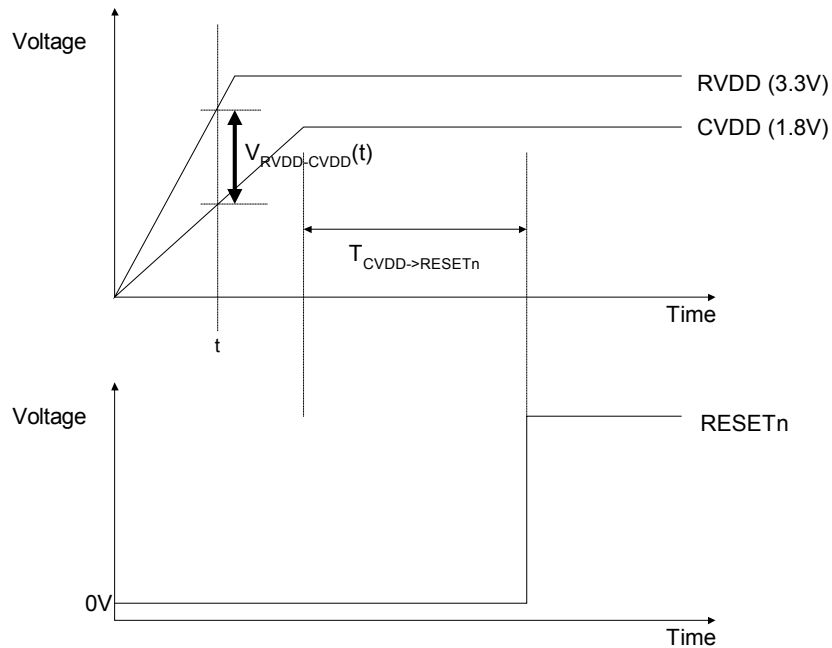 Voltage
RVDD (3.3V)
CVDD (1.8V)
VRVDD-CVDD(t)
TCVDD->RESETn
Time
t
Voltage
RESETn
0V
Time